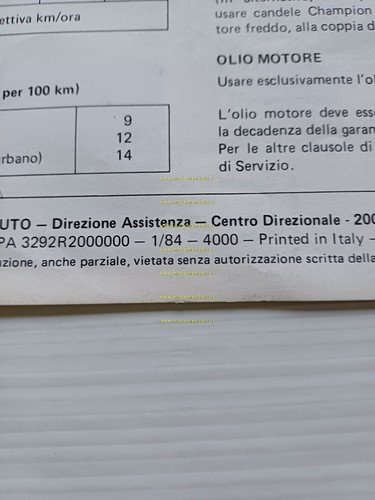 ettiva km/ora
usare candele Champion
tore freddo, alla coppia d
OLIO MOTORE
Usare esclusivamente l'ol
per 100 km)
9
12
rbano) 14
L'olio motore deve ess
la decadenza della garan
Per le altre clausole di
di Servizio.
UTO — Direzione Assistenza — Centro Direzionale - 200
PA 3292R2000000 — 1/84 — 4000 — Printed in Italy —
uzione, anche parziale, vietata senza autorizzazione scritta della